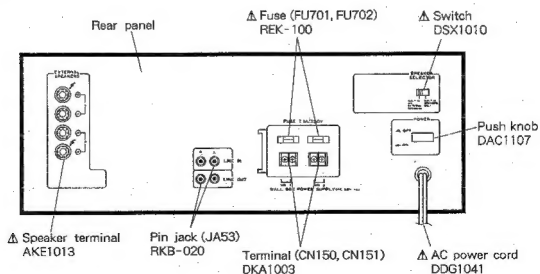 ⚠ Fuse (FU701, FU702)
REK-100
⚠ Switch
DSX1010
Rear panel
EXTERNAL
SPEAKERS
SPEAKER
SELECTOR
POWER
Push knob
DAC1107
LINE IN
LINE OUT
⚠ Speaker terminal
AKE1013
Pin jack (JA53)
RKB-020
Terminal (CN150, CN151)
DKA1003
⚠ AC power cord
DDG1041